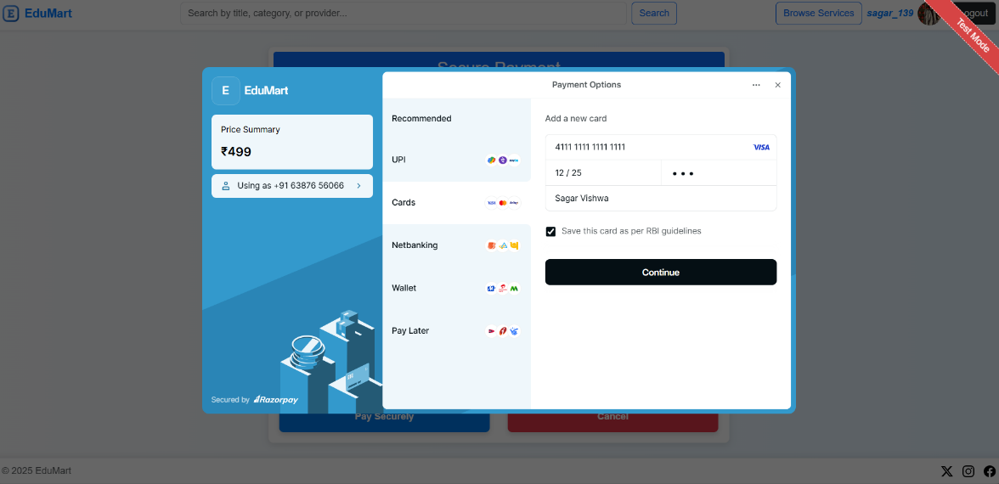 E EduMart
Search by title, category, or provider...
Search
Browse Services
sagar_139
Logout
Test Mode
Secure Payment
E EduMart
Price Summary
₹499
Using as +91 63876 56066
Secured by Razorpay
Payment Options
Recommended
UPI
Cards
Netbanking
Wallet
Pay Later
Add a new card
4111 1111 1111 1111 VISA
12 / 25
Sagar Vishwa
Save this card as per RBI guidelines
Continue
Pay Securely
Cancel
© 2025 EduMart